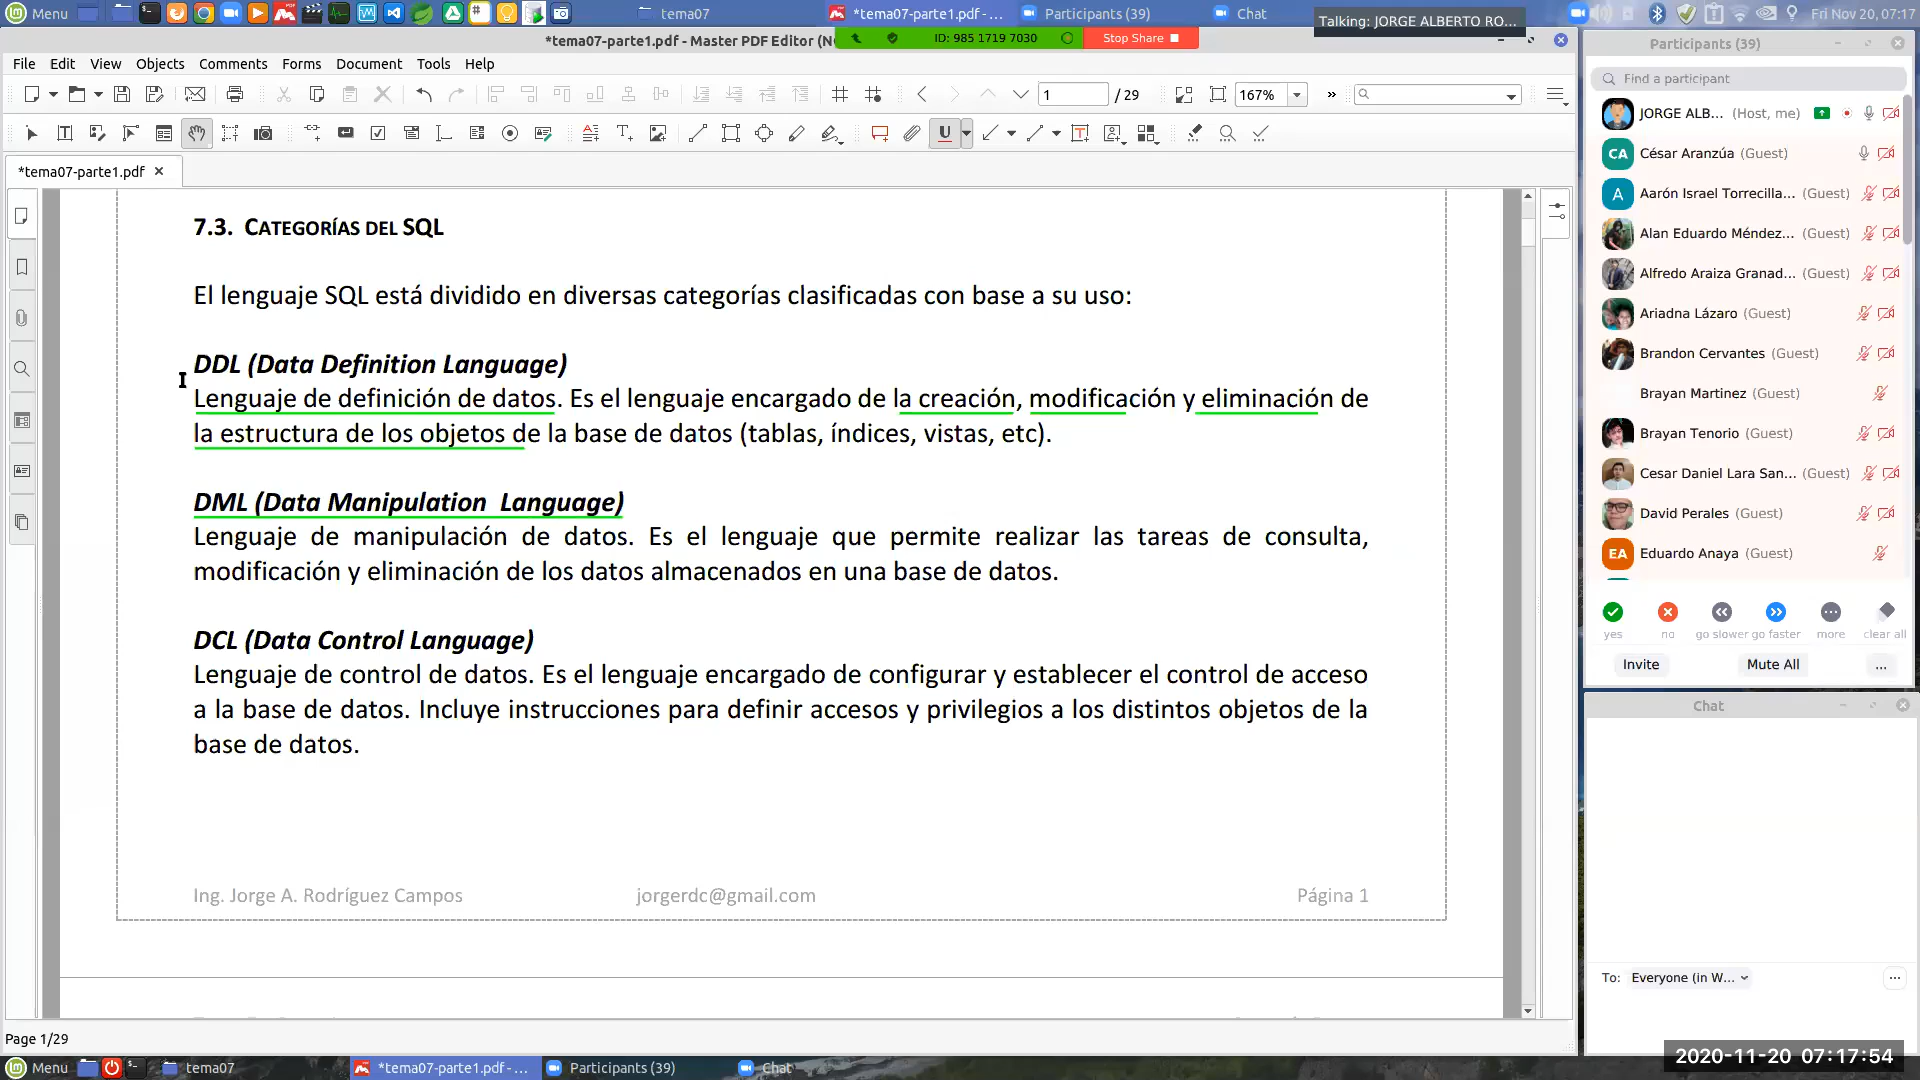 Menu
tema07
*tema07-parte1.pdf - ...
Participants (39)
Chat
Talking: JORGE ALBERTO RO...
Fri Nov 20, 07:17
*tema07-parte1.pdf - Master PDF Editor (N
ID: 985 1719 7030
Stop Share
File Edit View Objects Comments Forms Document Tools Help
1 / 29
167%
*tema07-parte1.pdf
7.3. CATEGORÍAS DEL SQL
El lenguaje SQL está dividido en diversas categorías clasificadas con base a su uso:
DDL (Data Definition Language)
Lenguaje de definición de datos. Es el lenguaje encargado de la creación, modificación y eliminación de
la estructura de los objetos de la base de datos (tablas, índices, vistas, etc).
DML (Data Manipulation Language)
Lenguaje de manipulación de datos. Es el lenguaje que permite realizar las tareas de consulta,
modificación y eliminación de los datos almacenados en una base de datos.
DCL (Data Control Language)
Lenguaje de control de datos. Es el lenguaje encargado de configurar y establecer el control de acceso
a la base de datos. Incluye instrucciones para definir accesos y privilegios a los distintos objetos de la
base de datos.
Ing. Jorge A. Rodríguez Campos jorgerdc@gmail.com Página 1
Page 1/29
Participants (39)
Find a participant
JORGE ALB... (Host, me)
CA César Aranzúa (Guest)
A Aarón Israel Torrecilla... (Guest)
Alan Eduardo Méndez... (Guest)
Alfredo Araiza Granad... (Guest)
Ariadna Lázaro (Guest)
Brandon Cervantes (Guest)
Brayan Martinez (Guest)
Brayan Tenorio (Guest)
Cesar Daniel Lara San... (Guest)
David Perales (Guest)
EA Eduardo Anaya (Guest)
yes no go slower go faster more clear all
Invite Mute All ...
Chat
To: Everyone (in W...
Menu
tema07
*tema07-parte1.pdf - ...
Participants (39)
Chat
2020-11-20 07:17:54